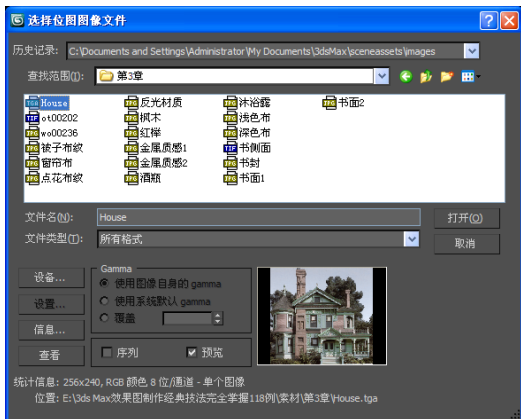 选择位图图像文件
历史记录: C:\Documents and Settings\Administrator\My Documents\3dsMax\sceneassets\images
查找范围(I): 第3章
House 反光材质 沐浴露 书面2
ot00202 枫木 浅色布
wo00236 红榉 深色布
被子布纹 金属质感1 书侧面
窗帘布 金属质感2 书封
点花布纹 酒瓶 书面1
文件名(N): House 打开(O)
文件类型(T): 所有格式 取消
设备... Gamma
使用图像自身的 gamma
设置... 使用系统默认 gamma
覆盖
信息...
查看 序列 预览
统计信息: 256x240, RGB 颜色 8 位/通道 - 单个图像
位置: E:\3ds Max效果图制作经典技法完全掌握118例\素材\第3章\House.tga